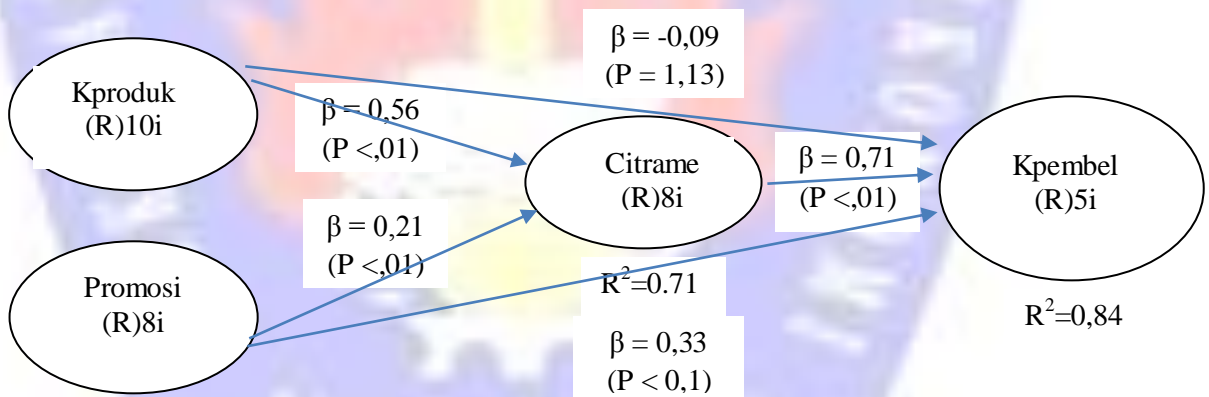 β = -0,09
(P = 1,13)
Kproduk
(R)10i
β = 0,56
(P <,01)
Citrame
(R)8i
β = 0,71
(P <,01)
Kpembel
(R)5i
β = 0,21
(P <,01)
Promosi
(R)8i
R²=0.71
R²=0,84
β = 0,33
(P < 0,1)